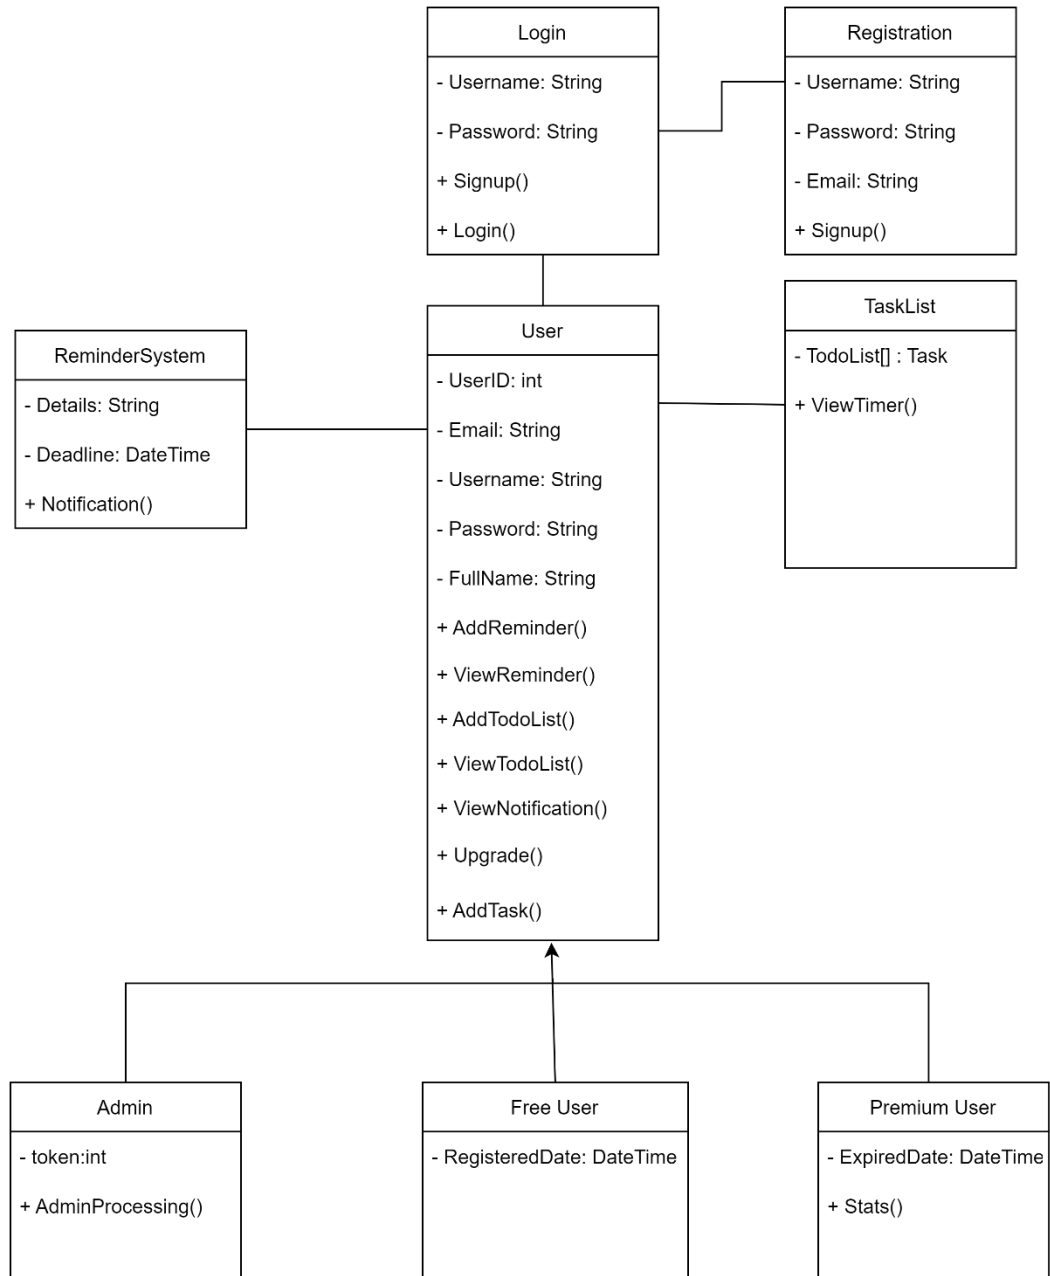 Login
- Username: String
- Password: String
+ Signup()
+ Login()
Registration
- Username: String
- Password: String
- Email: String
+ Signup()
ReminderSystem
- Details: String
- Deadline: DateTime
+ Notification()
User
- UserID: int
- Email: String
- Username: String
- Password: String
- FullName: String
+ AddReminder()
+ ViewReminder()
+ AddTodoList()
+ ViewTodoList()
+ ViewNotification()
+ Upgrade()
+ AddTask()
TaskList
- TodoList[] : Task
+ ViewTimer()
Admin
- token:int
+ AdminProcessing()
Free User
- RegisteredDate: DateTime
Premium User
- ExpiredDate: DateTime
+ Stats()